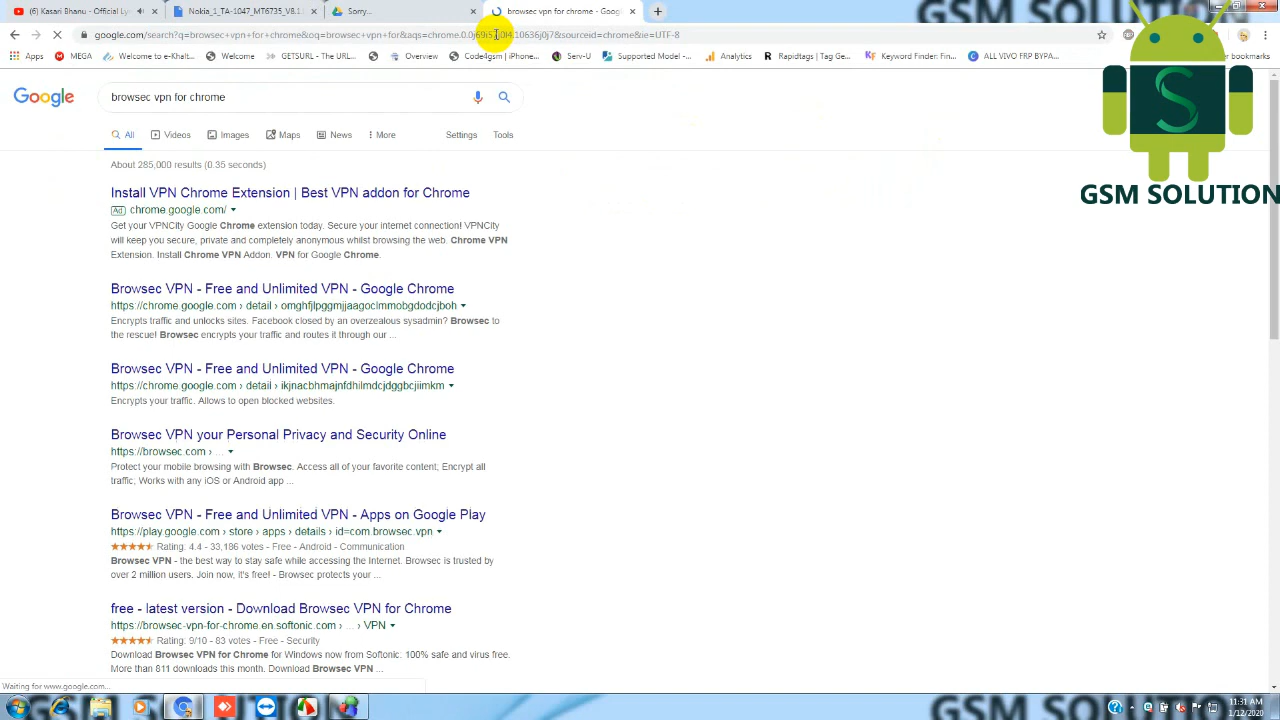 GSM SOLUTION
(6) Kasari Bhanu - Official Ly
Nokia_1_TA-1047_MT6735_V8.1
Sorry...
browsec vpn for chrome - Goog
google.com/search?q=browsec+vpn+for+chrome&oq=browsec+vpn+for&aqs=chrome
10636j0j7&sourceid=chrome&ie=UTF-8
Apps
MEGA
Welcome to e-Khalt...
Welcome
GETSURL - The URL...
Overview
Code4gsm | iPhone...
Serv-U
Supported Model -...
Analytics
Rapidtags | Tag Ge...
Keyword Finder: Fin...
ALL VIVO FRP BYPA...
bookmarks
Google
browsec vpn for chrome
All
Videos
Images
Maps
News
More
Settings
Tools
S
GSM SOLUTION
About 285,000 results (0.35 seconds)
Install VPN Chrome Extension | Best VPN addon for Chrome
Ad chrome.google.com/
Get your VPNCity Google Chrome extension today. Secure your internet connection! VPNCity
will keep you secure, private and completely anonymous whilst browsing the web. Chrome VPN
Extension. Install Chrome VPN Addon. VPN for Google Chrome.
Browsec VPN - Free and Unlimited VPN - Google Chrome
https://chrome.google.com › detail › omghfjlpggmjjaagoclmmobgdodcjboh
Encrypts traffic and unlocks sites. Facebook closed by an overzealous sysadmin? Browsec to
the rescue! Browsec encrypts your traffic and routes it through our ...
Browsec VPN - Free and Unlimited VPN - Google Chrome
https://chrome.google.com › detail › ikjnacbhmajnfdhilmdcjdggbcjiimkm
Encrypts your traffic. Allows to open blocked websites.
Browsec VPN your Personal Privacy and Security Online
https://browsec.com › ...
Protect your mobile browsing with Browsec. Access all of your favorite content; Encrypt all
traffic; Works with any iOS or Android app ...
Browsec VPN - Free and Unlimited VPN - Apps on Google Play
https://play.google.com › store › apps › details › id=com.browsec.vpn
Rating: 4.4 - 33,186 votes - Free - Android - Communication
Browsec VPN - the best way to stay safe while accessing the Internet. Browsec is trusted by
over 2 million users. Join now, it's free! - Browsec protects your ...
free - latest version - Download Browsec VPN for Chrome
https://browsec-vpn-for-chrome.en.softonic.com › ... › VPN
Rating: 9/10 - 83 votes - Free - Security
Download Browsec VPN for Chrome for Windows now from Softonic: 100% safe and virus free.
More than 811 downloads this month. Download Browsec VPN ...
Waiting for www.google.com...
11:31 AM
1/12/2020